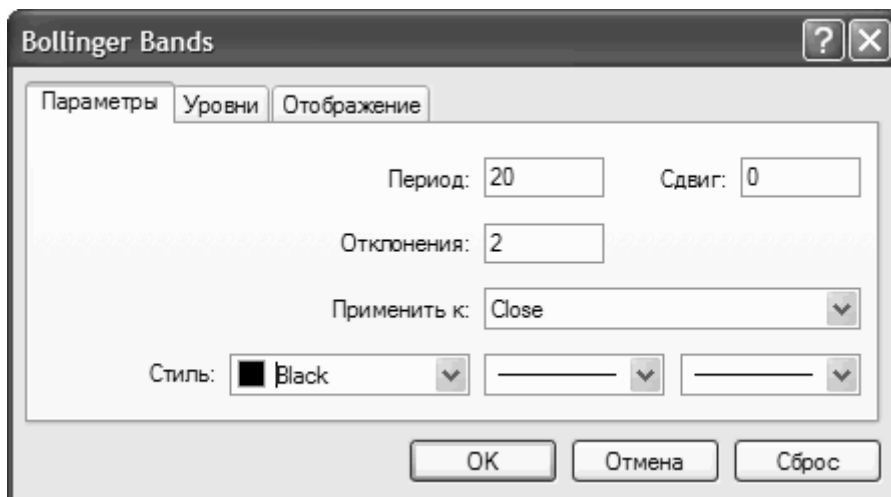 Bollinger Bands
Параметры Уровни Отображение
Период: 20 Сдвиг: 0
Отклонения: 2
Применить к: Close
Стиль: Black
OK Отмена Сброс